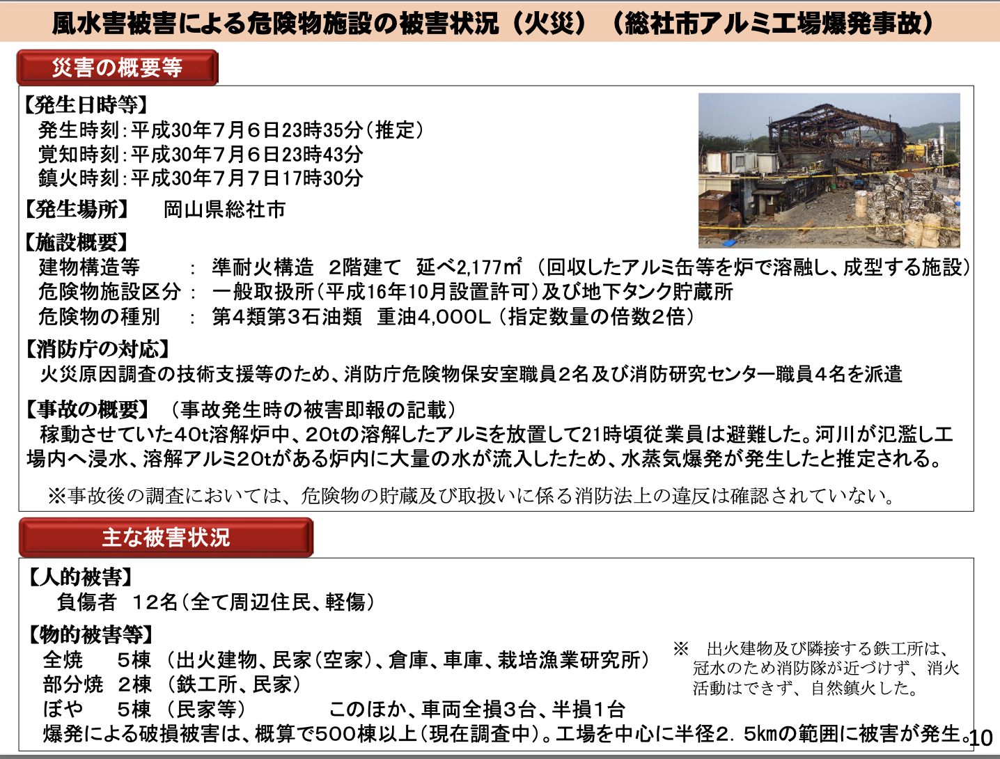 風水害被害による危険物施設の被害状況（火災）（総社市アルミ工場爆発事故）
災害の概要等
【発生日時等】
発生時刻：平成30年７月６日23時35分（推定）
覚知時刻：平成30年７月６日23時43分
鎮火時刻：平成30年７月７日17時30分
【発生場所】　岡山県総社市
【施設概要】
建物構造等　：　準耐火構造　２階建て　延べ2,177㎡（回収したアルミ缶等を炉で溶融し、成型する施設）
危険物施設区分：　一般取扱所（平成16年10月設置許可）及び地下タンク貯蔵所
危険物の種別　：　第４類第３石油類　重油４,０００Ｌ（指定数量の倍数２倍）
【消防庁の対応】
火災原因調査の技術支援等のため、消防庁危険物保安室職員２名及び消防研究センター職員４名を派遣
【事故の概要】（事故発生時の被害即報の記載）
稼動させていた４０ｔ溶解炉中、２０ｔの溶解したアルミを放置して21時頃従業員は避難した。河川が氾濫し工
場内へ浸水、溶解アルミ２０ｔがある炉内に大量の水が流入したため、水蒸気爆発が発生したと推定される。
※事故後の調査においては、危険物の貯蔵及び取扱いに係る消防法上の違反は確認されていない。
主な被害状況
【人的被害】
負傷者　１２名（全て周辺住民、軽傷）
【物的被害等】
全焼　５棟　（出火建物、民家（空家）、倉庫、車庫、栽培漁業研究所）
部分焼　２棟　（鉄工所、民家）
ぼや　５棟　（民家等）　このほか、車両全損３台、半損１台
爆発による破損被害は、概算で５００棟以上（現在調査中）。工場を中心に半径２．５㎞の範囲に被害が発生。
※　出火建物及び隣接する鉄工所は、
冠水のため消防隊が近づけず、消火
活動はできず、自然鎮火した。
10